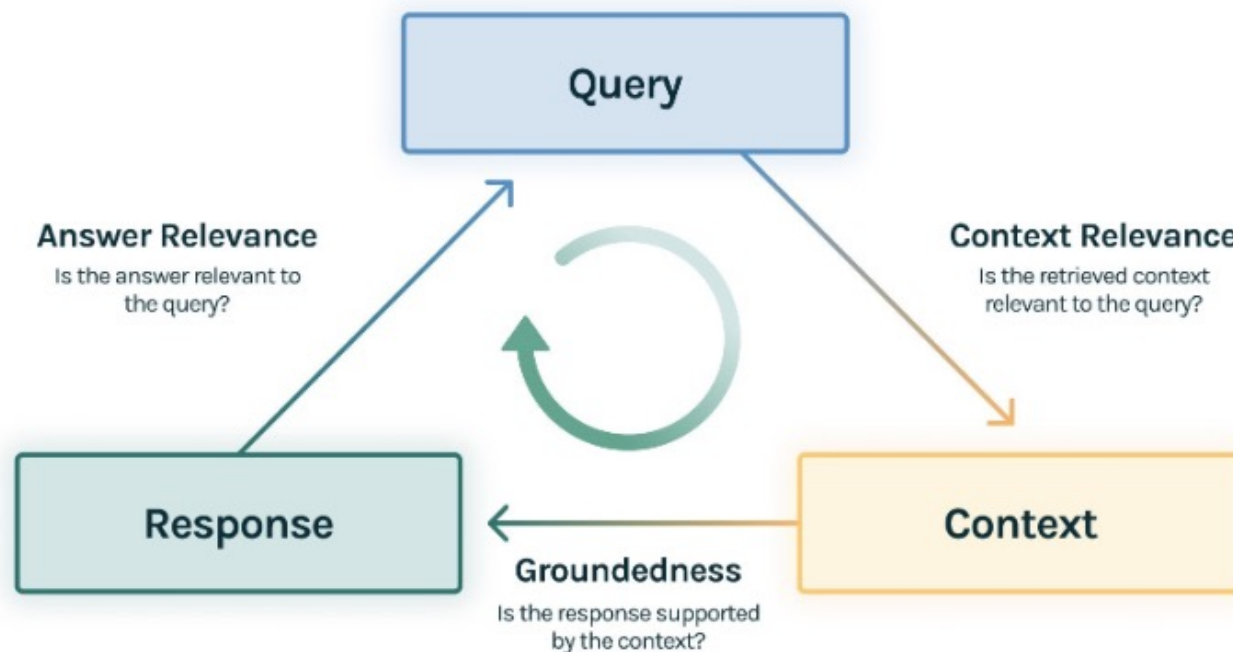 Query
Answer Relevance
Is the answer relevant to
the query?
Context Relevance
Is the retrieved context
relevant to the query?
Response
Context
Groundedness
Is the response supported
by the context?